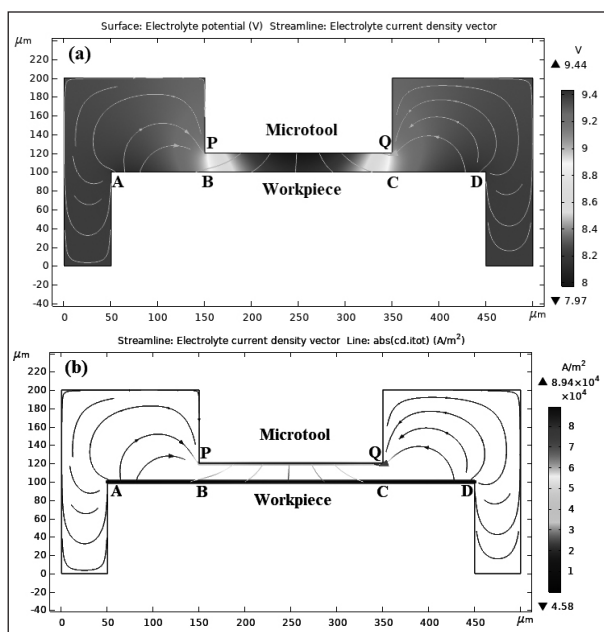 Surface: Electrolyte potential (V) Streamline: Electrolyte current density vector
μm
(a)
V
▲ 9.44
220
200
180
160
140
120
100
80
60
40
20
0
-20
-40
P
Q
Microtool
A
B
Workpiece
C
D
9.4
9.2
9
8.8
8.6
8.4
8.2
8
▼ 7.97
0
50
100
150
200
250
300
350
400
450
μm
Streamline: Electrolyte current density vector Line: abs(cd.itot) (A/m²)
μm
(b)
A/m²
▲ 8.94×10⁴
×10⁴
220
200
180
160
140
120
100
80
60
40
20
0
-20
-40
P
Q
Microtool
A
B
Workpiece
C
D
8
7
6
5
4
3
2
1
▼ 4.58
0
50
100
150
200
250
300
350
400
450
μm